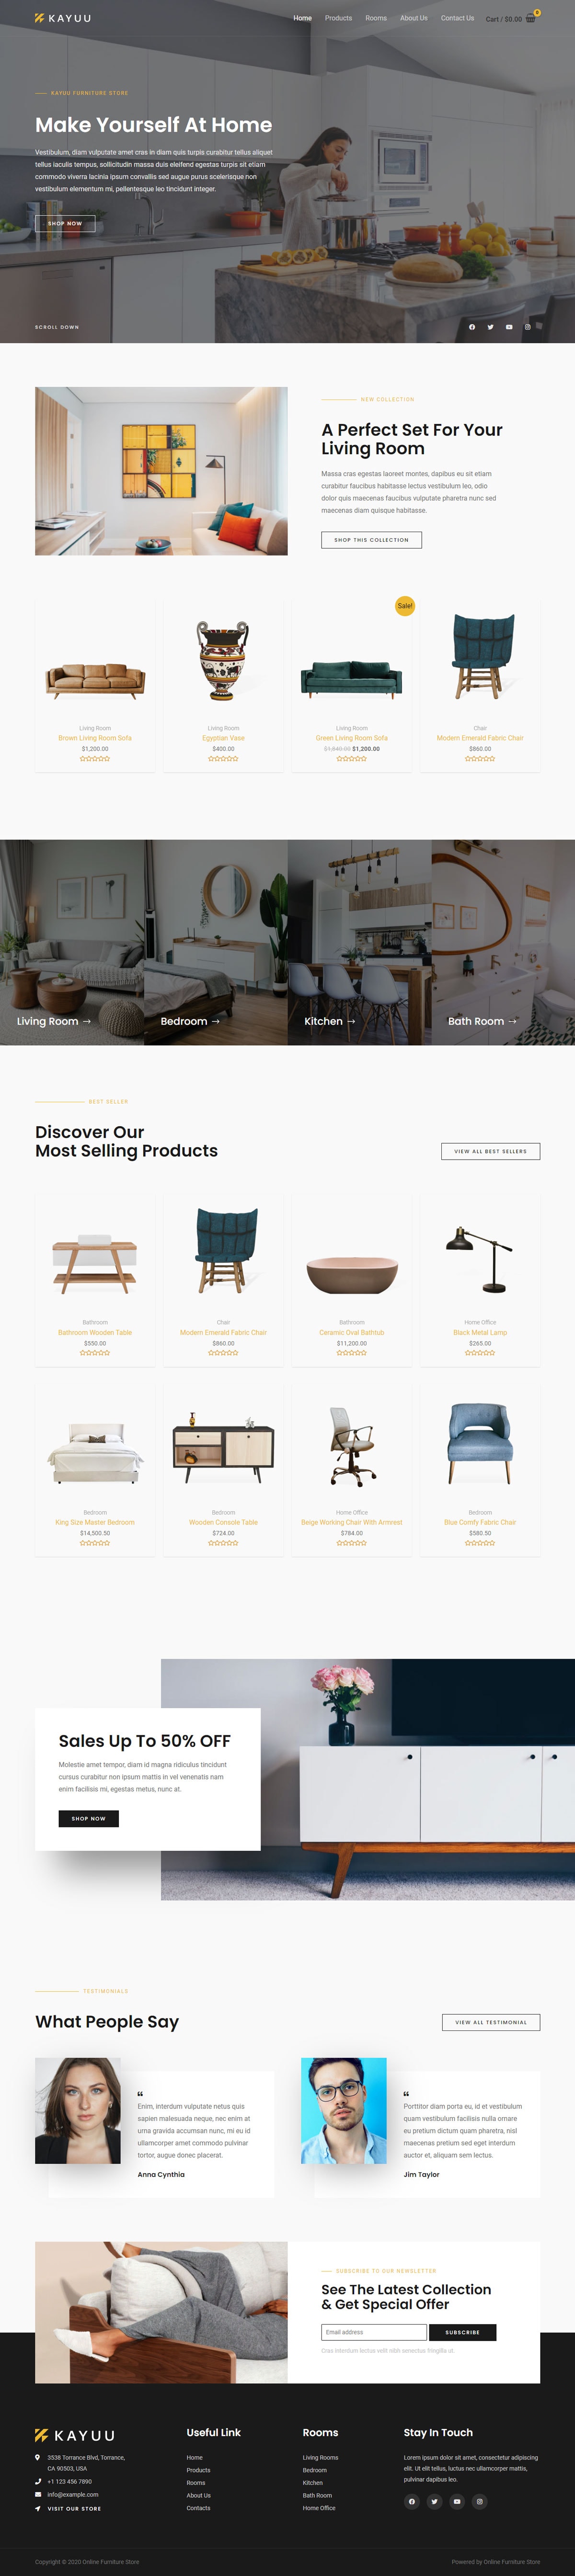 KAYUU
Home Products Rooms About Us Contact Us Cart / $0.00 0
KAYUU FURNITURE STORE
Make Yourself At Home
Vestibulum, diam vulputate amet cras in diam quis turpis curabitur tellus aliquet
tellus iaculis tempus, sollicitudin massa duis eleifend egestas turpis sit etiam
commodo viverra lacinia ipsum convallis sed augue purus scelerisque non
vestibulum elementum mi, pellentesque leo tincidunt integer.
SHOP NOW
SCROLL DOWN
NEW COLLECTION
A Perfect Set For Your
Living Room
Massa cras egestas laoreet montes, dapibus eu sit etiam
curabitur faucibus habitasse lectus vestibulum leo, odio
dolor quis maecenas faucibus vulputate pharetra nunc sed
maecenas diam quisque habitasse.
SHOP THIS COLLECTION
Living Room
Brown Living Room Sofa
$1,200.00
Living Room
Egyptian Vase
$400.00
Sale!
Living Room
Green Living Room Sofa
$1,840.00 $1,200.00
Chair
Modern Emerald Fabric Chair
$860.00
Living Room →
Bedroom →
Kitchen →
Bath Room →
BEST SELLER
Discover Our
Most Selling Products
VIEW ALL BEST SELLERS
Bathroom
Bathroom Wooden Table
$550.00
Chair
Modern Emerald Fabric Chair
$860.00
Bathroom
Ceramic Oval Bathtub
$11,200.00
Home Office
Black Metal Lamp
$265.00
Bedroom
King Size Master Bedroom
$14,500.50
Bedroom
Wooden Console Table
$724.00
Home Office
Beige Working Chair With Armrest
$784.00
Bedroom
Blue Comfy Fabric Chair
$580.50
Sales Up To 50% OFF
Molestie amet tempor, diam id magna ridiculus tincidunt
cursus curabitur non ipsum mattis in vel venenatis nam
enim facilisis mi, egestas metus, nunc at.
SHOP NOW
TESTIMONIALS
What People Say
VIEW ALL TESTIMONIAL
“
Enim, interdum vulputate netus quis
sapien malesuada neque, nec enim at
urna gravida accumsan nunc, mi eu id
ullamcorper amet commodo pulvinar
tortor, augue donec placerat.
Anna Cynthia
“
Porttitor diam porta eu, id et vestibulum
quam vestibulum facilisis nulla ornare
eu pretium dictum quam pharetra, nisl
maecenas pretium sed eget interdum
auctor et, aliquam sem lectus.
Jim Taylor
SUBSCRIBE TO OUR NEWSLETTER
See The Latest Collection
& Get Special Offer
Email address
SUBSCRIBE
Cras interdum lectus velit nibh senectus fringilla ut.
KAYUU
3538 Torrance Blvd, Torrance,
CA 90503, USA
+1 123 456 7890
info@example.com
VISIT OUR STORE
Useful Link
Home
Products
Rooms
About Us
Contacts
Rooms
Living Rooms
Bedroom
Kitchen
Bath Room
Home Office
Stay In Touch
Lorem ipsum dolor sit amet, consectetur adipiscing
elit. Ut elit tellus, luctus nec ullamcorper mattis,
pulvinar dapibus leo.
Copyright © 2020 Online Furniture Store
Powered by Online Furniture Store